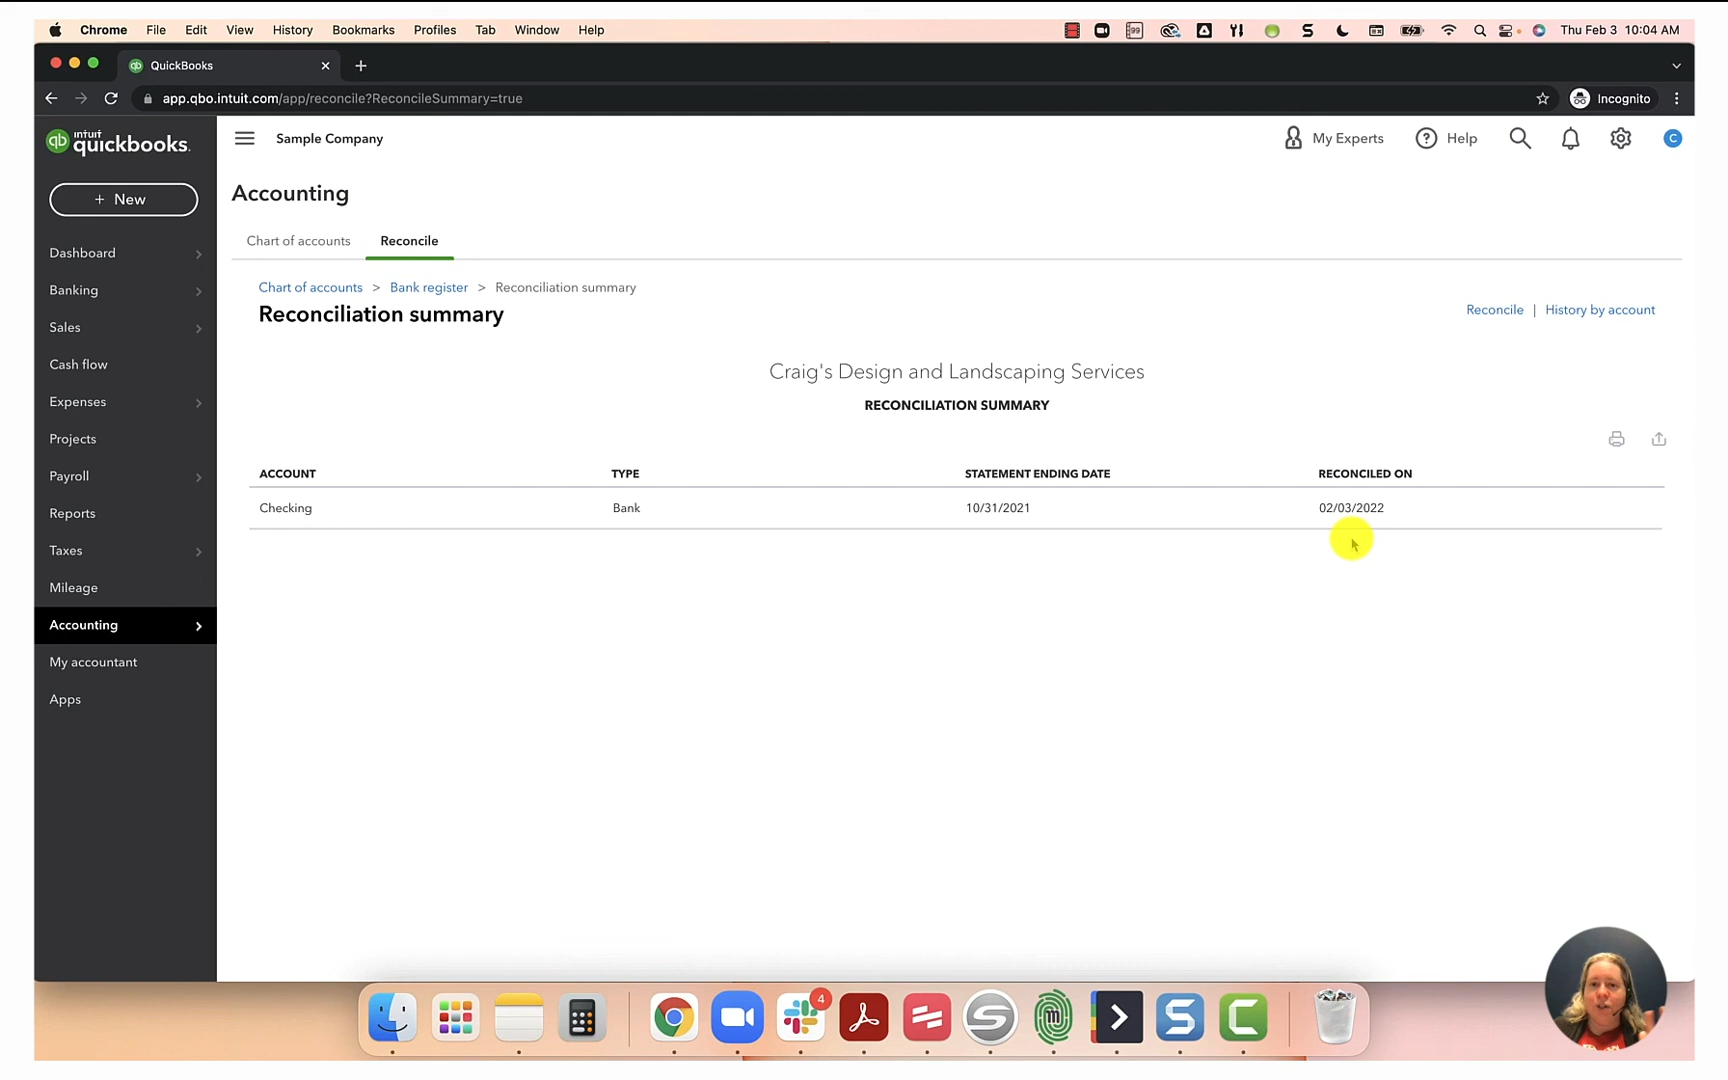 Chrome File Edit View History Bookmarks Profiles Tab Window Help 99 Thu Feb 3 10:04 AM
qb QuickBooks
app.qbo.intuit.com/app/reconcile?ReconcileSummary=true Incognito
qb intuit quickbooks. Sample Company My Experts ? Help C
+ New
Accounting
Chart of accounts Reconcile
Dashboard
Banking
Sales
Cash flow
Expenses
Projects
Payroll
Reports
Taxes
Mileage
Accounting
My accountant
Apps
Chart of accounts > Bank register > Reconciliation summary
Reconciliation summary
Reconcile | History by account
Craig's Design and Landscaping Services
RECONCILIATION SUMMARY
ACCOUNT TYPE STATEMENT ENDING DATE RECONCILED ON
Checking Bank 10/31/2021 02/03/2022
4
m S C